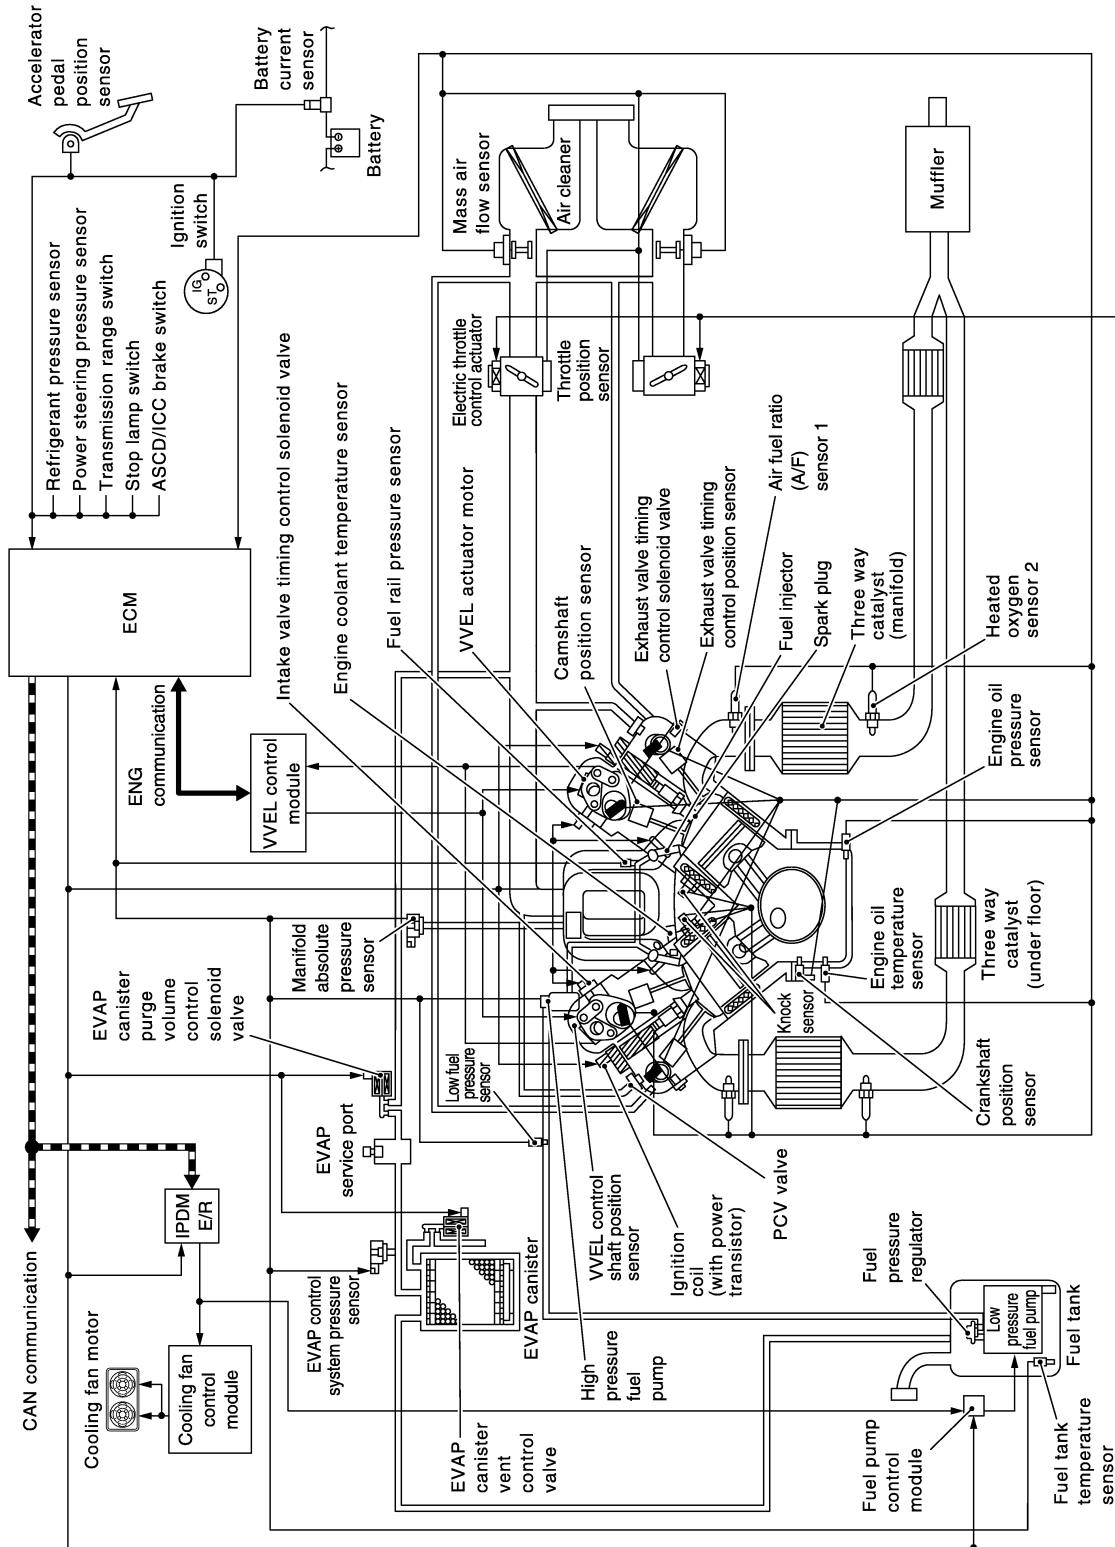 Accelerator
pedal
position
sensor
Battery
current
sensor
Battery
Ignition
switch
IG
ST
Refrigerant pressure sensor
Power steering pressure sensor
Transmission range switch
Stop lamp switch
ASCD/ICC brake switch
Mass air
flow sensor
Air cleaner
Muffler
Electric throttle
control actuator
Throttle
position
sensor
ECM
ENG
communication
VVEL control
module
Intake valve timing control solenoid valve
Engine coolant temperature sensor
Fuel rail pressure sensor
VVEL actuator motor
Camshaft
position sensor
Exhaust valve timing
control solenoid valve
Exhaust valve timing
control position sensor
Air fuel ratio
(A/F)
sensor 1
Fuel injector
Spark plug
Three way
catalyst
(manifold)
Heated
oxygen
sensor 2
Engine oil
pressure
sensor
Manifold
absolute
pressure
sensor
EVAP
canister
purge
volume
control
solenoid
valve
Low fuel
pressure
sensor
Knock
sensor
Engine oil
temperature
sensor
Three way
catalyst
(under floor)
Crankshaft
position
sensor
EVAP
service port
IPDM
E/R
CAN communication
VVEL control
shaft position
sensor
Ignition
coil
(with power
transistor)
PCV valve
EVAP control
system pressure
sensor
EVAP canister
High
pressure
fuel
pump
Fuel
pressure
regulator
Low
pressure
fuel pump
Fuel tank
Cooling fan motor
Cooling fan
control
module
EVAP
canister
vent
control
valve
Fuel pump
control
module
Fuel tank
temperature
sensor